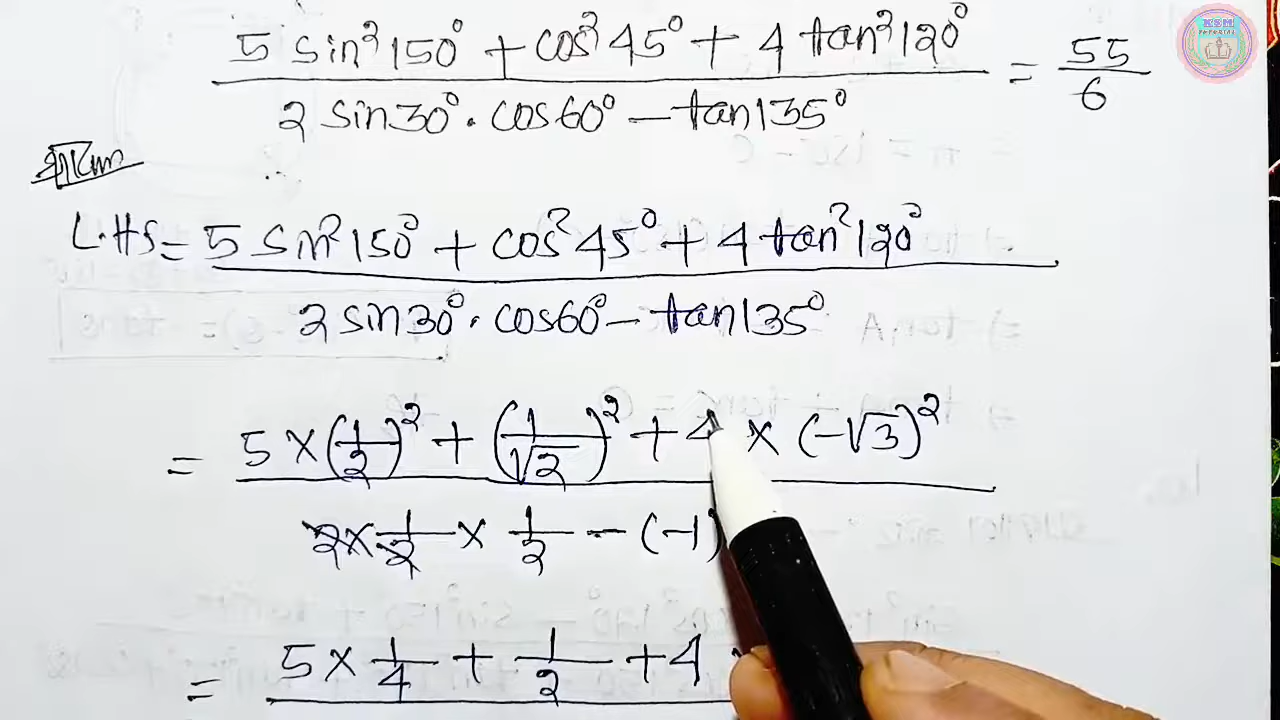 KSM
TUTORIAL
5 sin²150° + cos²45° + 4 tan²120° / 2 sin30° . cos60° - tan135° = 55/6
L.H.S = 5 sin²150° + cos²45° + 4 tan²120° / 2 sin30° . cos60° - tan135°
= 5 × (1/2)² + (1/√2)² + 4 × (-√3)² / 2 × 1/2 × 1/2 - (-1)
= 5 × 1/4 + 1/2 + 4